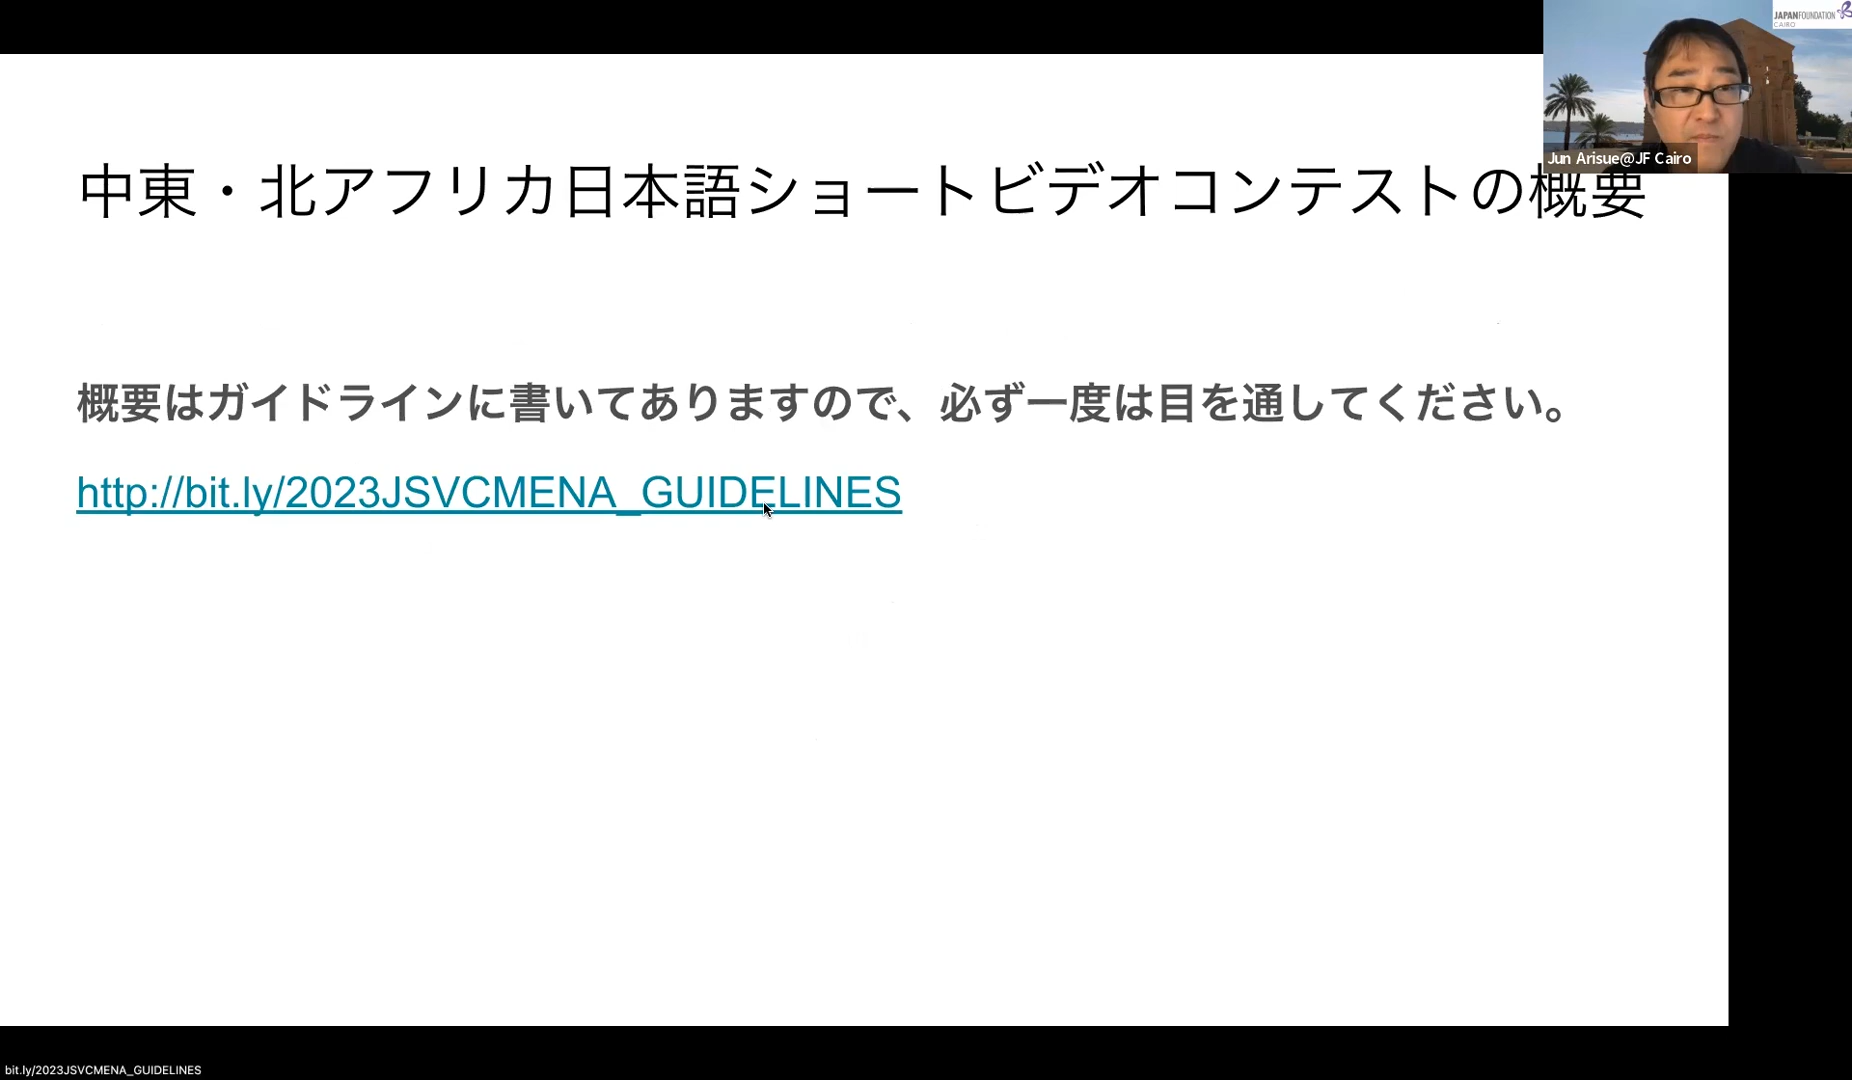 JAPANFOUNDATION
CAIRO
Jun Arisue@JF Cairo
中東・北アフリカ日本語ショートビデオコンテストの概要
概要はガイドラインに書いてありますので、必ず一度は目を通してください。
http://bit.ly/2023JSVCMENA_GUIDELINES
bit.ly/2023JSVCMENA_GUIDELINES